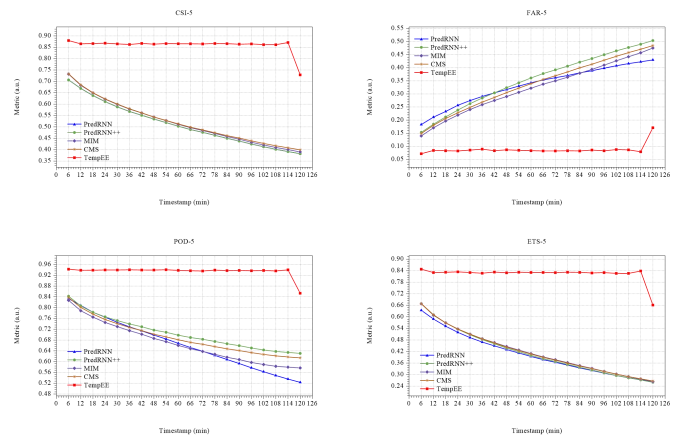 CSI-5
Metric (a.u.)
0.90
0.85
0.80
0.75
0.70
0.65
0.60
0.55
0.50
0.45
0.40
0.35
PredRNN
PredRNN++
MIM
CMS
TempEE
0 6 12 18 24 30 36 42 48 54 60 66 72 78 84 90 96 102 108 114 120 126
Timestamp (min)
FAR-5
Metric (a.u.)
0.55
0.50
0.45
0.40
0.35
0.30
0.25
0.20
0.15
0.10
0.05
PredRNN
PredRNN++
MIM
CMS
TempEE
0 6 12 18 24 30 36 42 48 54 60 66 72 78 84 90 96 102 108 114 120 126
Timestamp (min)
POD-5
Metric (a.u.)
0.96
0.92
0.88
0.84
0.80
0.76
0.72
0.68
0.64
0.60
0.56
0.52
0.48
PredRNN
PredRNN++
MIM
CMS
TempEE
0 6 12 18 24 30 36 42 48 54 60 66 72 78 84 90 96 102 108 114 120 126
Timestamp (min)
ETS-5
Metric (a.u.)
0.90
0.84
0.78
0.72
0.66
0.60
0.54
0.48
0.42
0.36
0.30
0.24
PredRNN
PredRNN++
MIM
CMS
TempEE
0 6 12 18 24 30 36 42 48 54 60 66 72 78 84 90 96 102 108 114 120 126
Timestamp (min)